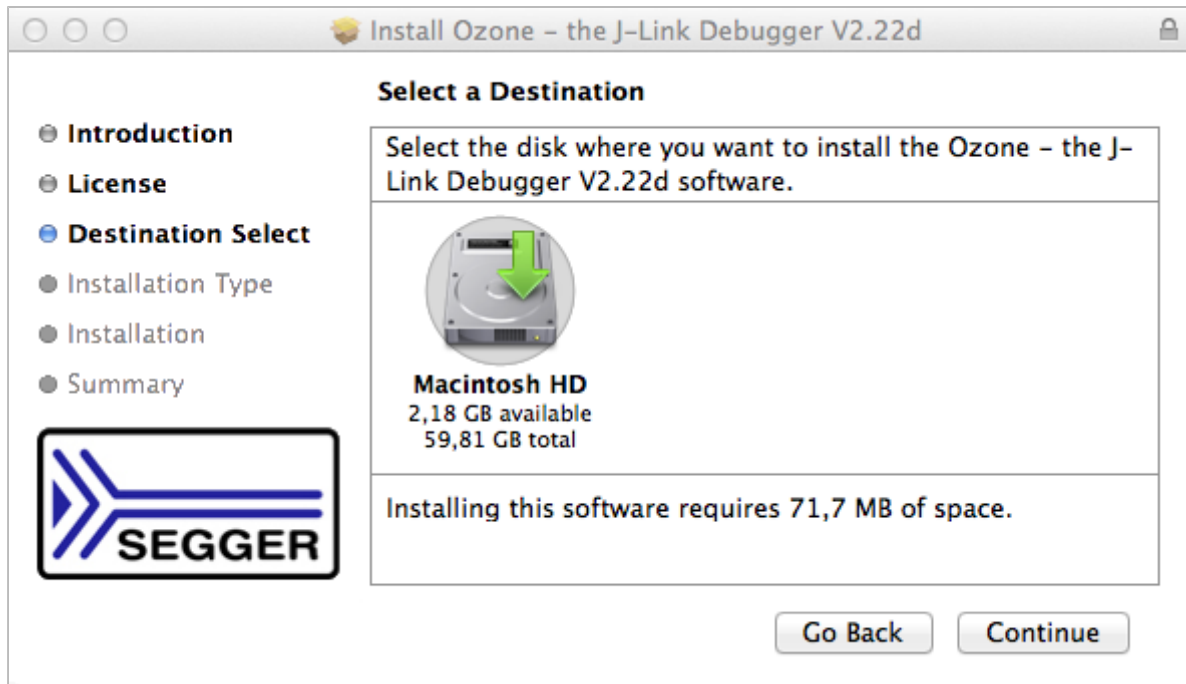 Install Ozone – the J-Link Debugger V2.22d
Select a Destination
Introduction
License
Destination Select
Installation Type
Installation
Summary
Select the disk where you want to install the Ozone – the J-
Link Debugger V2.22d software.
Macintosh HD
2,18 GB available
59,81 GB total
Installing this software requires 71,7 MB of space.
SEGGER
Go Back
Continue